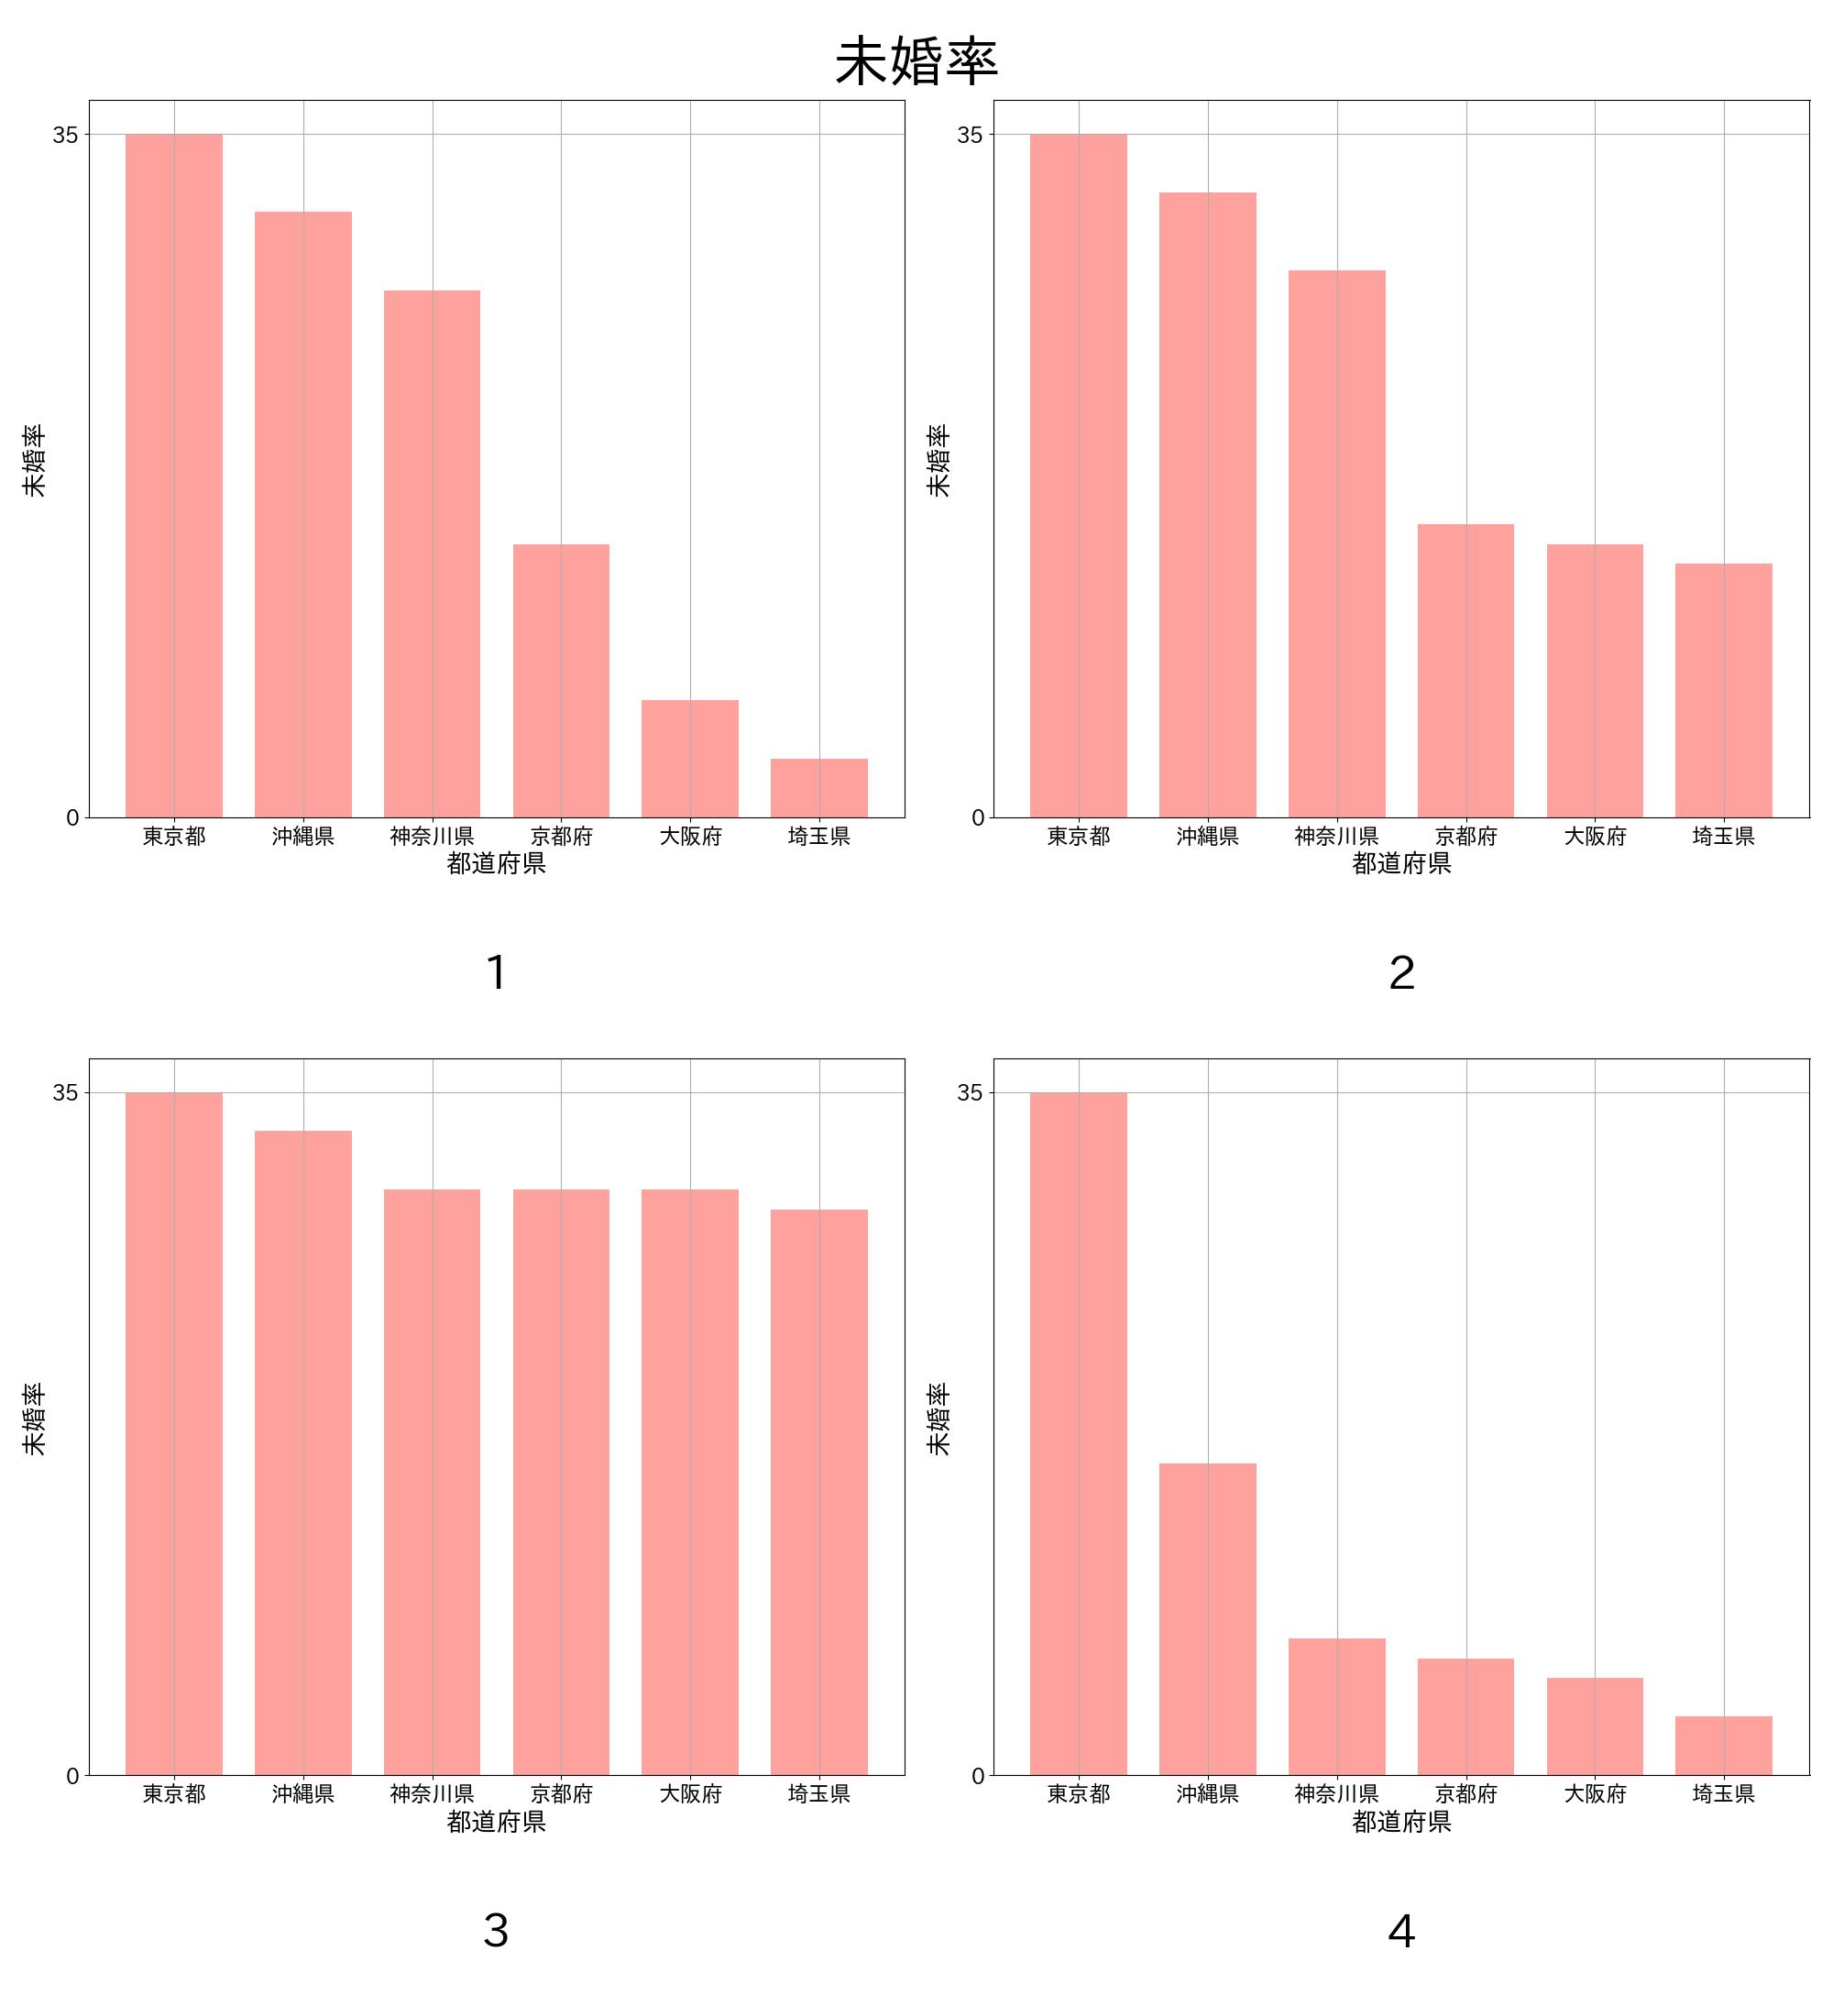 未婚率
35
0
未婚率
東京都 沖縄県 神奈川県 京都府 大阪府 埼玉県
都道府県
1
35
0
未婚率
東京都 沖縄県 神奈川県 京都府 大阪府 埼玉県
都道府県
2
35
0
未婚率
東京都 沖縄県 神奈川県 京都府 大阪府 埼玉県
都道府県
3
35
0
未婚率
東京都 沖縄県 神奈川県 京都府 大阪府 埼玉県
都道府県
4